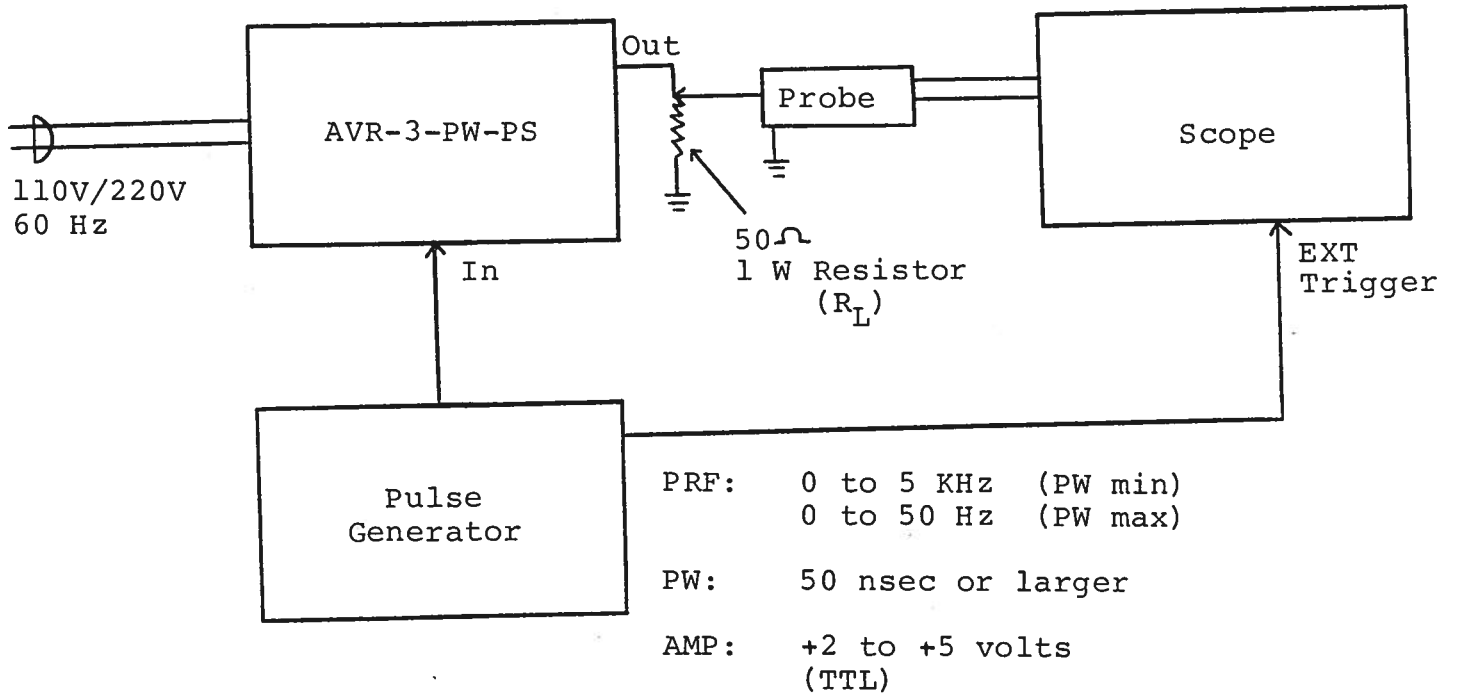 Out
AVR-3-PW-PS
Probe
Scope
110V/220V
60 Hz
50Ω
1 W Resistor
(RL)
In
EXT
Trigger
Pulse
Generator
PRF: 0 to 5 KHz (PW min)
0 to 50 Hz (PW max)
PW: 50 nsec or larger
AMP: +2 to +5 volts
(TTL)